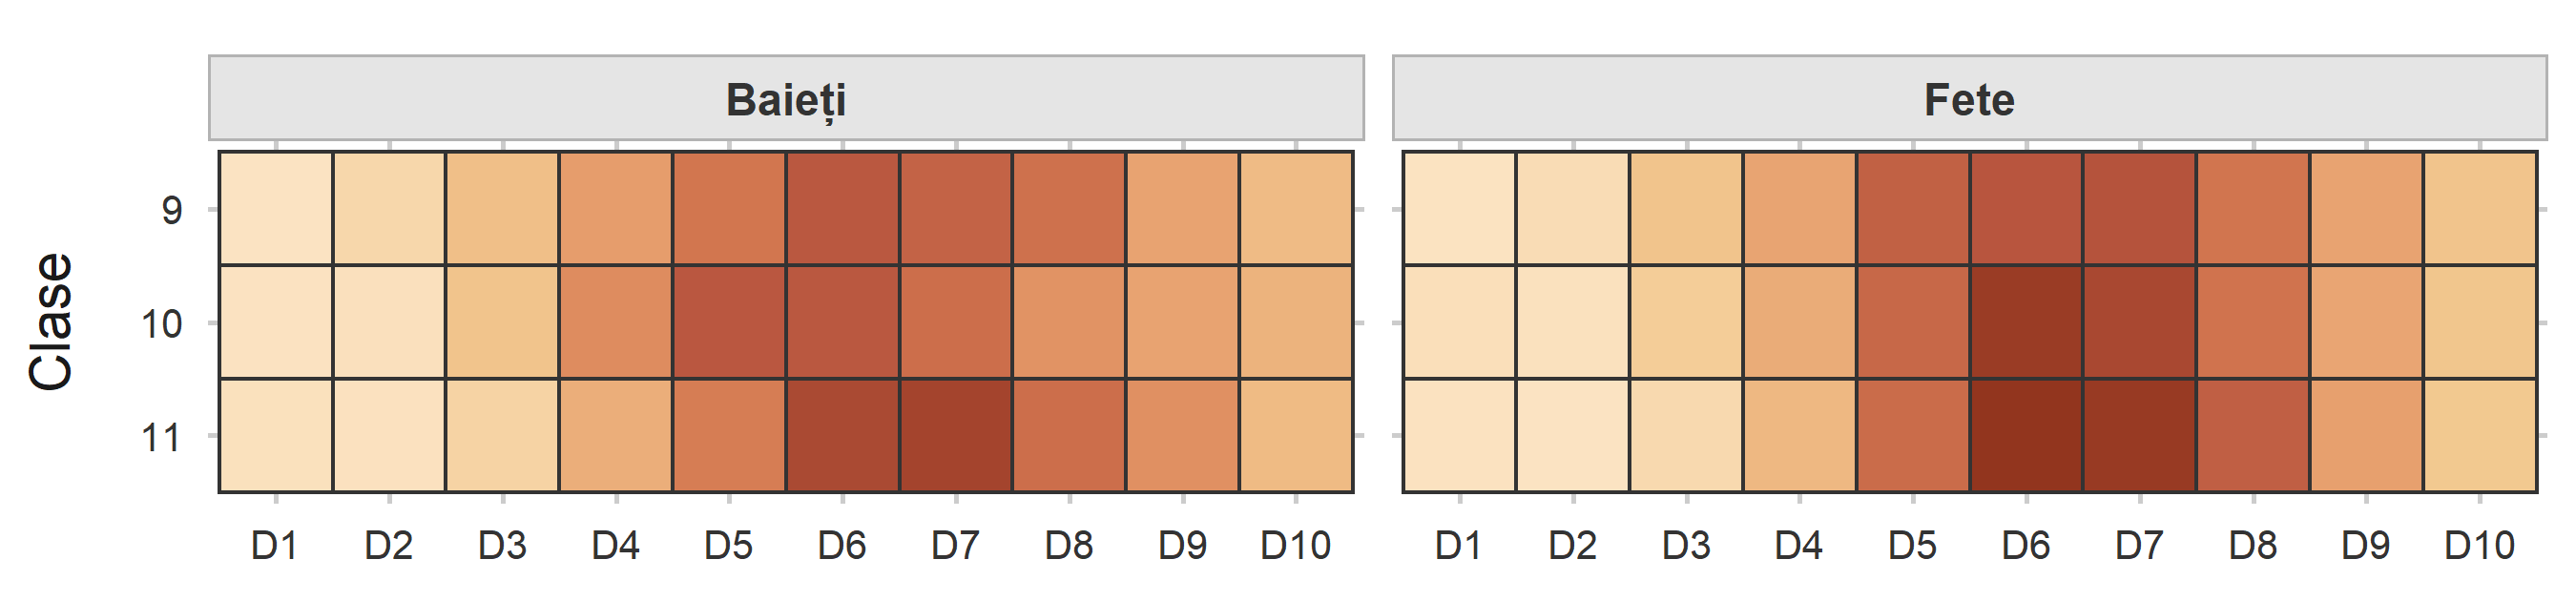 Baieți
Fete
Clase
9
10
11
D1 D2 D3 D4 D5 D6 D7 D8 D9 D10
D1 D2 D3 D4 D5 D6 D7 D8 D9 D10